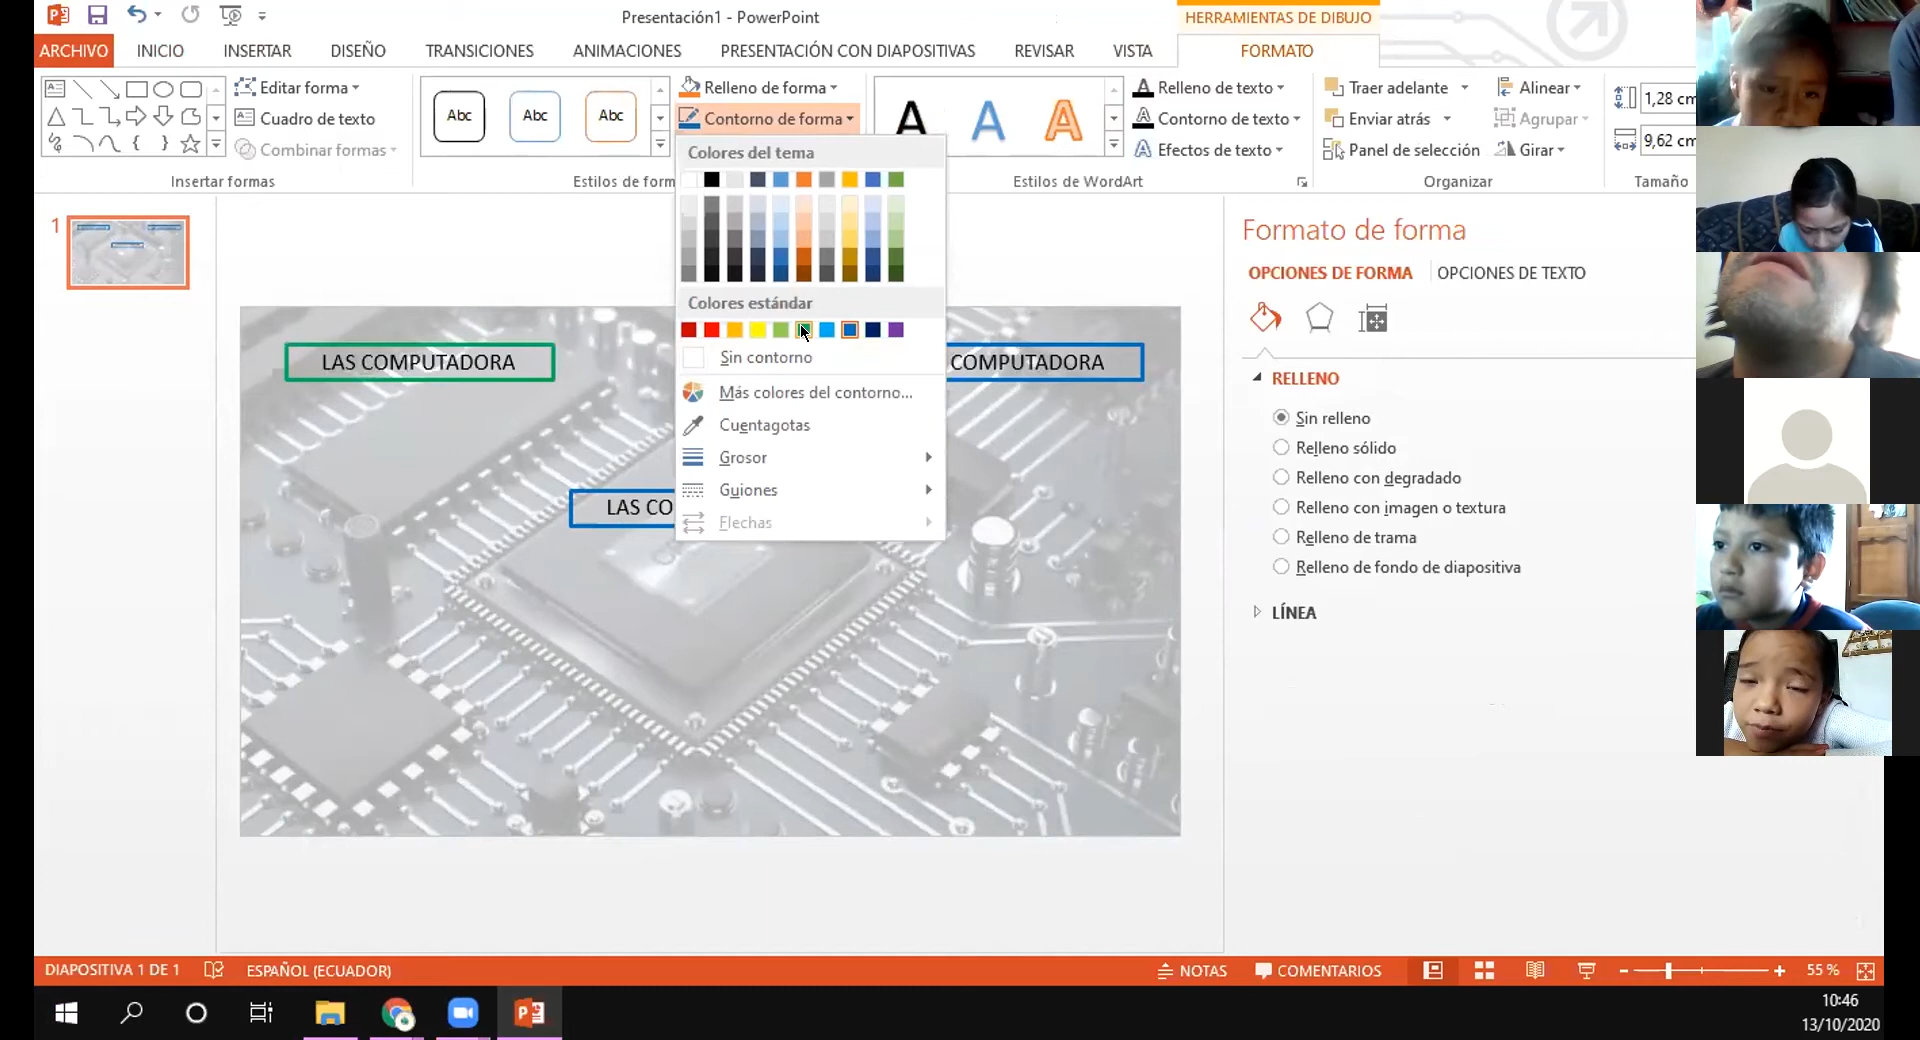 Presentación1 - PowerPoint
HERRAMIENTAS DE DIBUJO
ARCHIVO INICIO INSERTAR DISEÑO TRANSICIONES ANIMACIONES PRESENTACIÓN CON DIAPOSITIVAS REVISAR VISTA FORMATO
Editar forma
Cuadro de texto
Combinar formas
Insertar formas
Abc Abc Abc
Relleno de forma
Contorno de forma
Estilos de form
A A A
Relleno de texto
Contorno de texto
Efectos de texto
Estilos de WordArt
Traer adelante
Enviar atrás
Panel de selección
Alinear
Agrupar
Girar
Organizar
1,28 cm
9,62 cm
Tamaño
Colores del tema
Colores estándar
Sin contorno
Más colores del contorno...
Cuentagotas
Grosor
Guiones
Flechas
1
LAS COMPUTADORA
COMPUTADORA
LAS CO
Formato de forma
OPCIONES DE FORMA OPCIONES DE TEXTO
RELLENO
Sin relleno
Relleno sólido
Relleno con degradado
Relleno con imagen o textura
Relleno de trama
Relleno de fondo de diapositiva
LÍNEA
DIAPOSITIVA 1 DE 1 ESPAÑOL (ECUADOR) NOTAS COMENTARIOS 55 %
10:46
13/10/2020